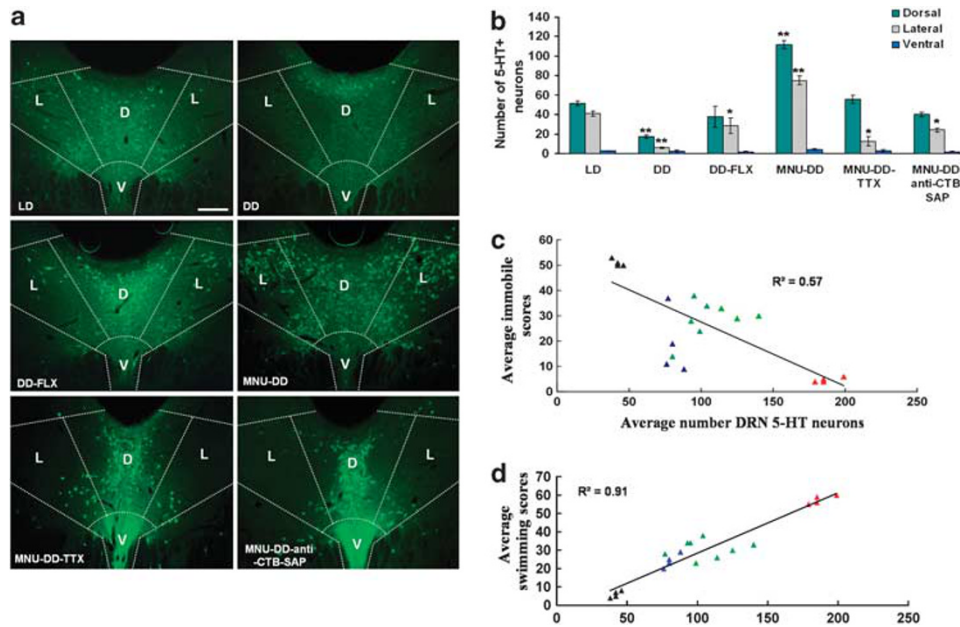 a
L
D
L
V
LD
L
D
L
V
DD
L
D
L
V
DD-FLX
L
D
L
V
MNU-DD
L
D
L
V
MNU-DD-TTX
L
D
L
V
MNU-DD-anti
-CTB-SAP
b
Number of 5-HT+
neurons
140
120
100
80
60
40
20
0
Dorsal
Lateral
Ventral
**
**
*
**
**
*
*
LD
DD
DD-FLX
MNU-DD
MNU-DD-
TTX
MNU-DD
anti-CTB
SAP
c
Average immobile
scores
60
50
40
30
20
10
0
R² = 0.57
0
50
100
150
200
250
Average number DRN 5-HT neurons
d
Average
swimming scores
70
60
50
40
30
20
10
0
R² = 0.91
0
50
100
150
200
250